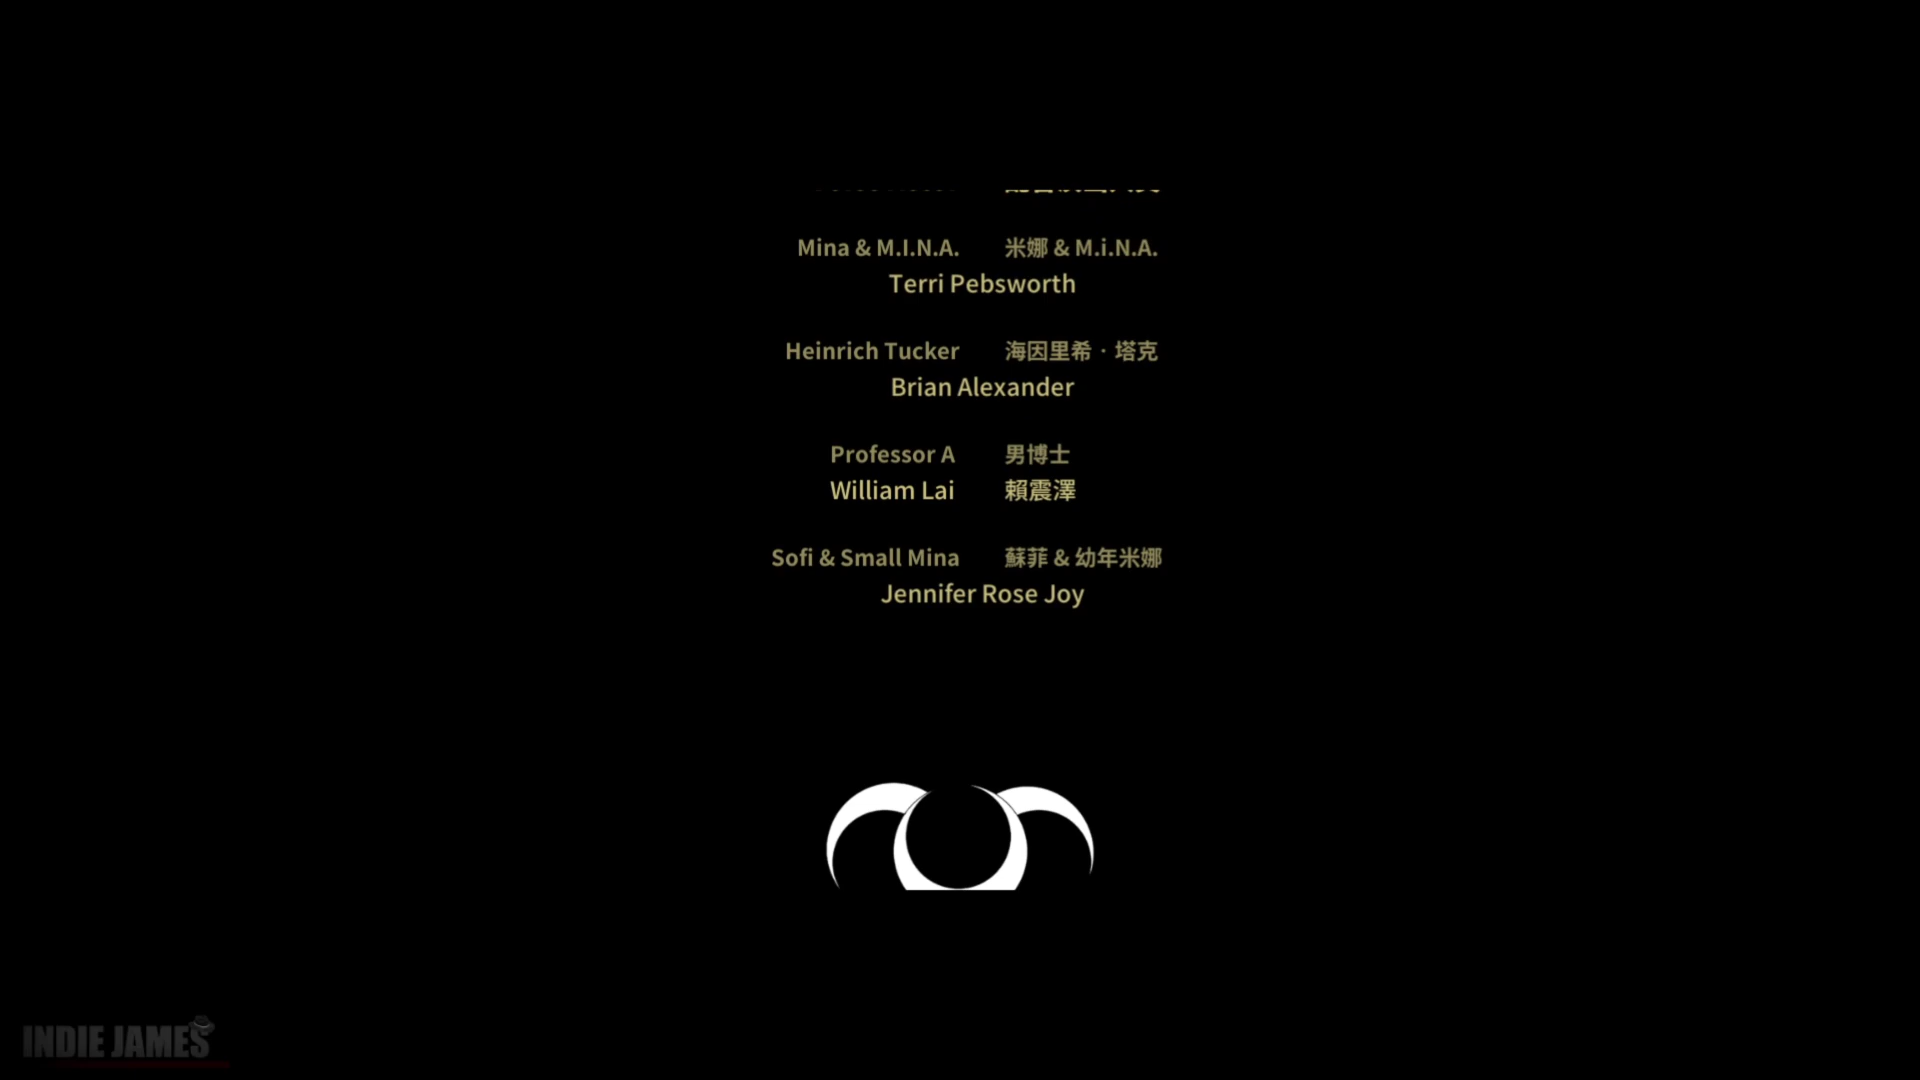 Mina & M.I.N.A. 米娜 & M.i.N.A.
Terri Pebsworth
Heinrich Tucker 海因里希・塔克
Brian Alexander
Professor A 男博士
William Lai 賴震澤
Sofi & Small Mina 蘇菲 & 幼年米娜
Jennifer Rose Joy
INDIE JAMES